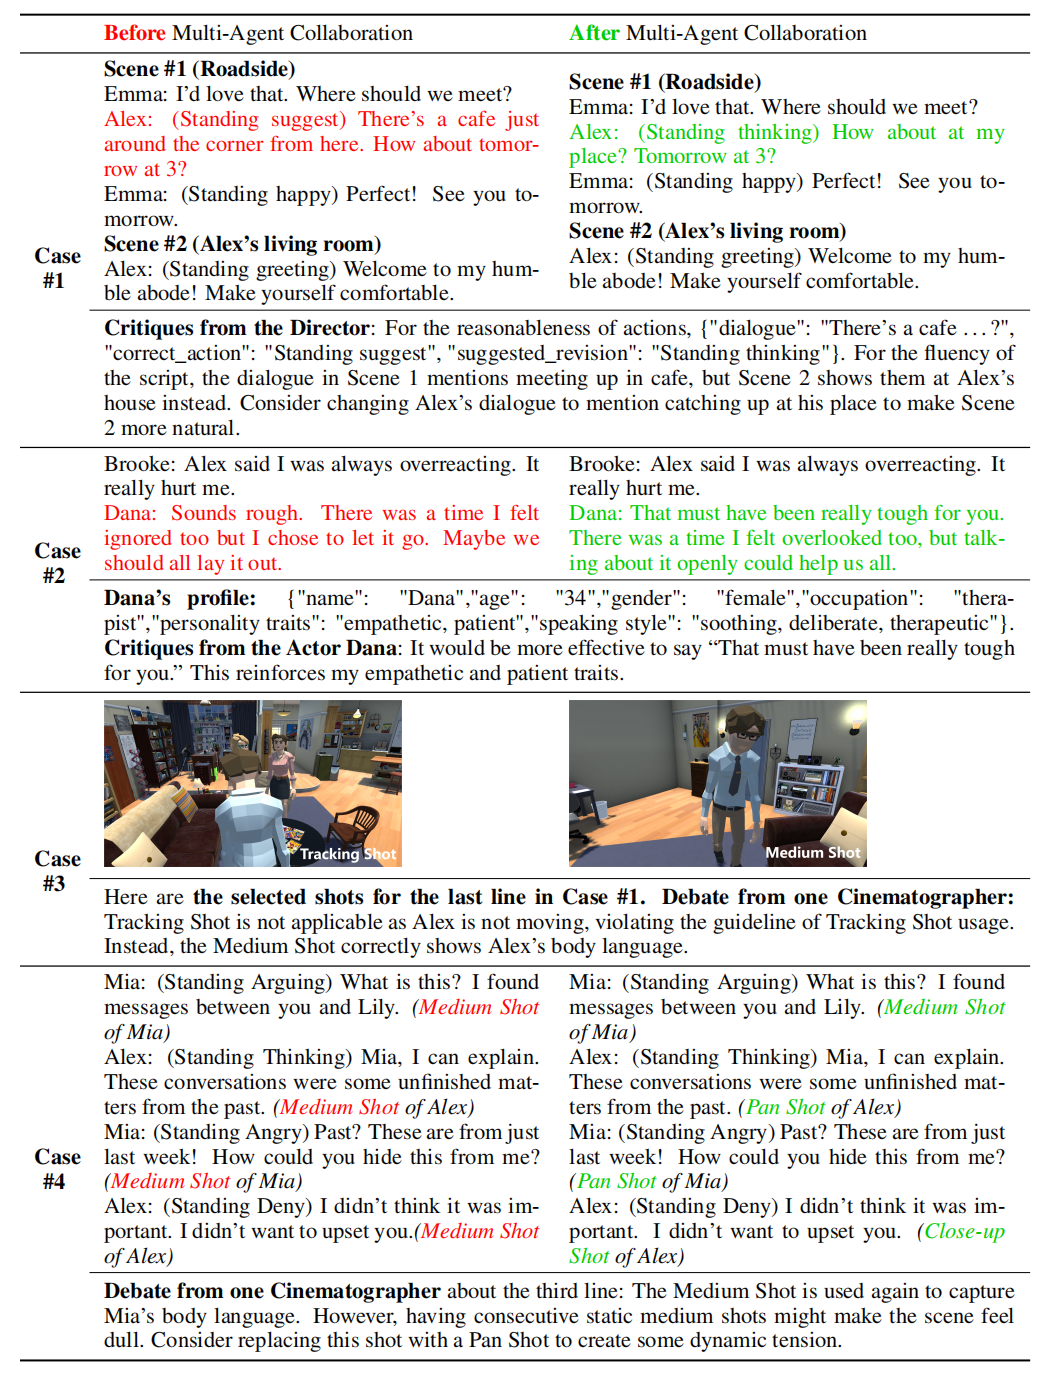 Before Multi-Agent Collaboration
After Multi-Agent Collaboration
Case #1
Scene #1 (Roadside)
Emma: I'd love that. Where should we meet?
Alex: (Standing suggest) There's a cafe just
around the corner from here. How about tomor-
row at 3?
Emma: (Standing happy) Perfect! See you to-
morrow.
Scene #2 (Alex's living room)
Alex: (Standing greeting) Welcome to my hum-
ble abode! Make yourself comfortable.
Scene #1 (Roadside)
Emma: I'd love that. Where should we meet?
Alex: (Standing thinking) How about at my
place? Tomorrow at 3?
Emma: (Standing happy) Perfect! See you to-
morrow.
Scene #2 (Alex's living room)
Alex: (Standing greeting) Welcome to my hum-
ble abode! Make yourself comfortable.
Critiques from the Director: For the reasonableness of actions, {"dialogue": "There's a cafe ...?",
"correct_action": "Standing suggest", "suggested_revision": "Standing thinking"}. For the fluency of
the script, the dialogue in Scene 1 mentions meeting up in cafe, but Scene 2 shows them at Alex's
house instead. Consider changing Alex's dialogue to mention catching up at his place to make Scene
2 more natural.
Case #2
Brooke: Alex said I was always overreacting. It
really hurt me.
Dana: Sounds rough. There was a time I felt
ignored too but I chose to let it go. Maybe we
should all lay it out.
Brooke: Alex said I was always overreacting. It
really hurt me.
Dana: That must have been really tough for you.
There was a time I felt overlooked too, but talk-
ing about it openly could help us all.
Dana's profile: {"name": "Dana","age": "34","gender": "female","occupation": "thera-
pist","personality traits": "empathetic, patient","speaking style": "soothing, deliberate, therapeutic"}.
Critiques from the Actor Dana: It would be more effective to say “That must have been really tough
for you.” This reinforces my empathetic and patient traits.
Case #3
Tracking Shot
Medium Shot
Here are the selected shots for the last line in Case #1. Debate from one Cinematographer:
Tracking Shot is not applicable as Alex is not moving, violating the guideline of Tracking Shot usage.
Instead, the Medium Shot correctly shows Alex's body language.
Case #4
Mia: (Standing Arguing) What is this? I found
messages between you and Lily. (Medium Shot
of Mia)
Alex: (Standing Thinking) Mia, I can explain.
These conversations were some unfinished mat-
ters from the past. (Medium Shot of Alex)
Mia: (Standing Angry) Past? These are from just
last week! How could you hide this from me?
(Medium Shot of Mia)
Alex: (Standing Deny) I didn't think it was im-
portant. I didn't want to upset you.(Medium Shot
of Alex)
Mia: (Standing Arguing) What is this? I found
messages between you and Lily. (Medium Shot
of Mia)
Alex: (Standing Thinking) Mia, I can explain.
These conversations were some unfinished mat-
ters from the past. (Pan Shot of Alex)
Mia: (Standing Angry) Past? These are from just
last week! How could you hide this from me?
(Pan Shot of Mia)
Alex: (Standing Deny) I didn't think it was im-
portant. I didn't want to upset you. (Close-up
Shot of Alex)
Debate from one Cinematographer about the third line: The Medium Shot is used again to capture
Mia's body language. However, having consecutive static medium shots might make the scene feel
dull. Consider replacing this shot with a Pan Shot to create some dynamic tension.